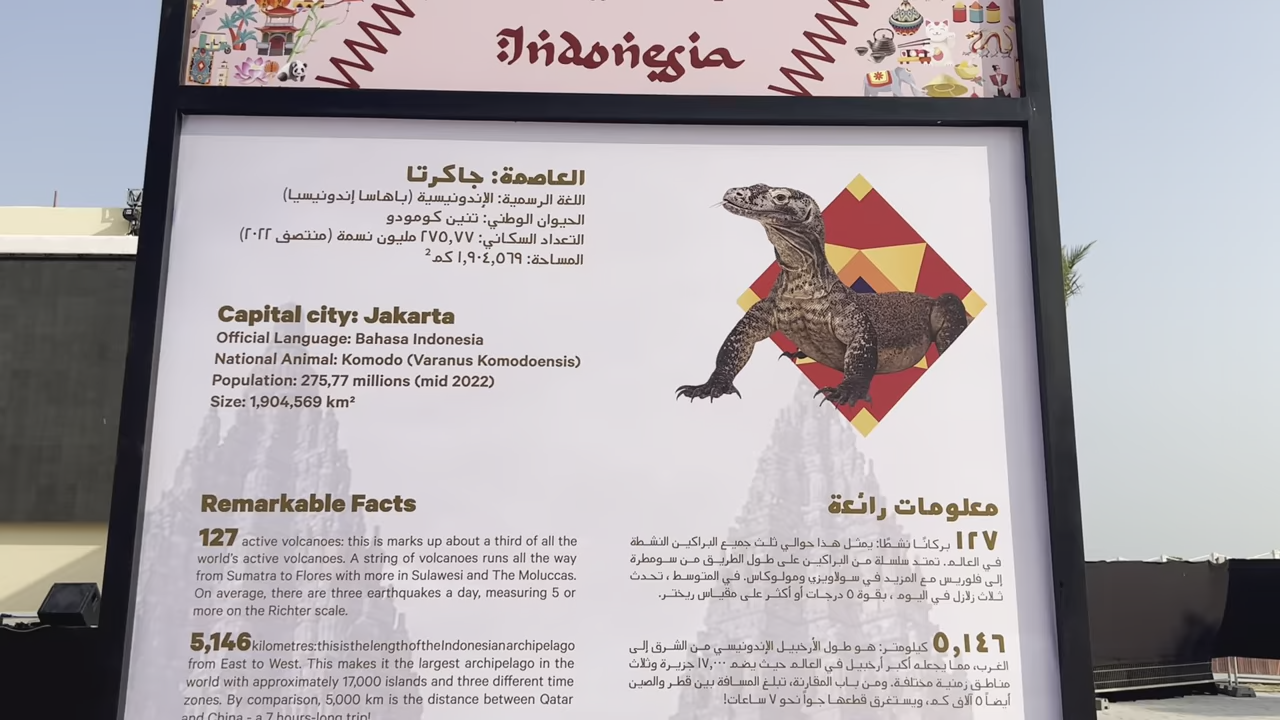 Indonesia
العاصمة: جاكرتا
اللغة الرسمية: الإندونيسية (باهاسا إندونيسيا)
الحيوان الوطني: تنين كومودو
التعداد السكاني: ٢٧٥,٧٧ مليون نسمة (منتصف ٢٠٢٢)
المساحة: ١,٩٠٤,٥٦٩ كم²
Capital city: Jakarta
Official Language: Bahasa Indonesia
National Animal: Komodo (Varanus Komodoensis)
Population: 275,77 millions (mid 2022)
Size: 1,904,569 km²
Remarkable Facts
127 active volcanoes: this is marks up about a third of all the
world's active volcanoes. A string of volcanoes runs all the way
from Sumatra to Flores with more in Sulawesi and The Moluccas.
On average, there are three earthquakes a day, measuring 5 or
more on the Richter scale.
5,146 kilometres: this is the length of the Indonesian archipelago
from East to West. This makes it the largest archipelago in the
world with approximately 17,000 islands and three different time
zones. By comparison, 5,000 km is the distance between Qatar
and China - a 7 hours-long trip!
معلومات رائعة
١٢٧ بركانًا نشطًا: يمثل هذا حوالي ثلث جميع البراكين النشطة
في العالم. تمتد سلسلة من البراكين على طول الطريق من سومطرة
إلى فلوريس مع المزيد في سولاويزي ومولوكاس. في المتوسط ، تحدث
ثلاث زلازل في اليوم ، بقوة ٥ درجات أو أكثر على مقياس ريختر.
٥,١٤٦ كيلومتر: هو طول الأرخبيل الإندونيسي من الشرق إلى
الغرب، مما يجعله أكبر أرخبيل في العالم حيث يضم ١٧,٠٠٠ جزيرة وثلاث
مناطق زمنية مختلفة. ومن باب المقارنة، تبلغ المسافة بين قطر والصين
أيضاً ٥ آلاف كم، ويستغرق قطعها جواً نحو ٧ ساعات!